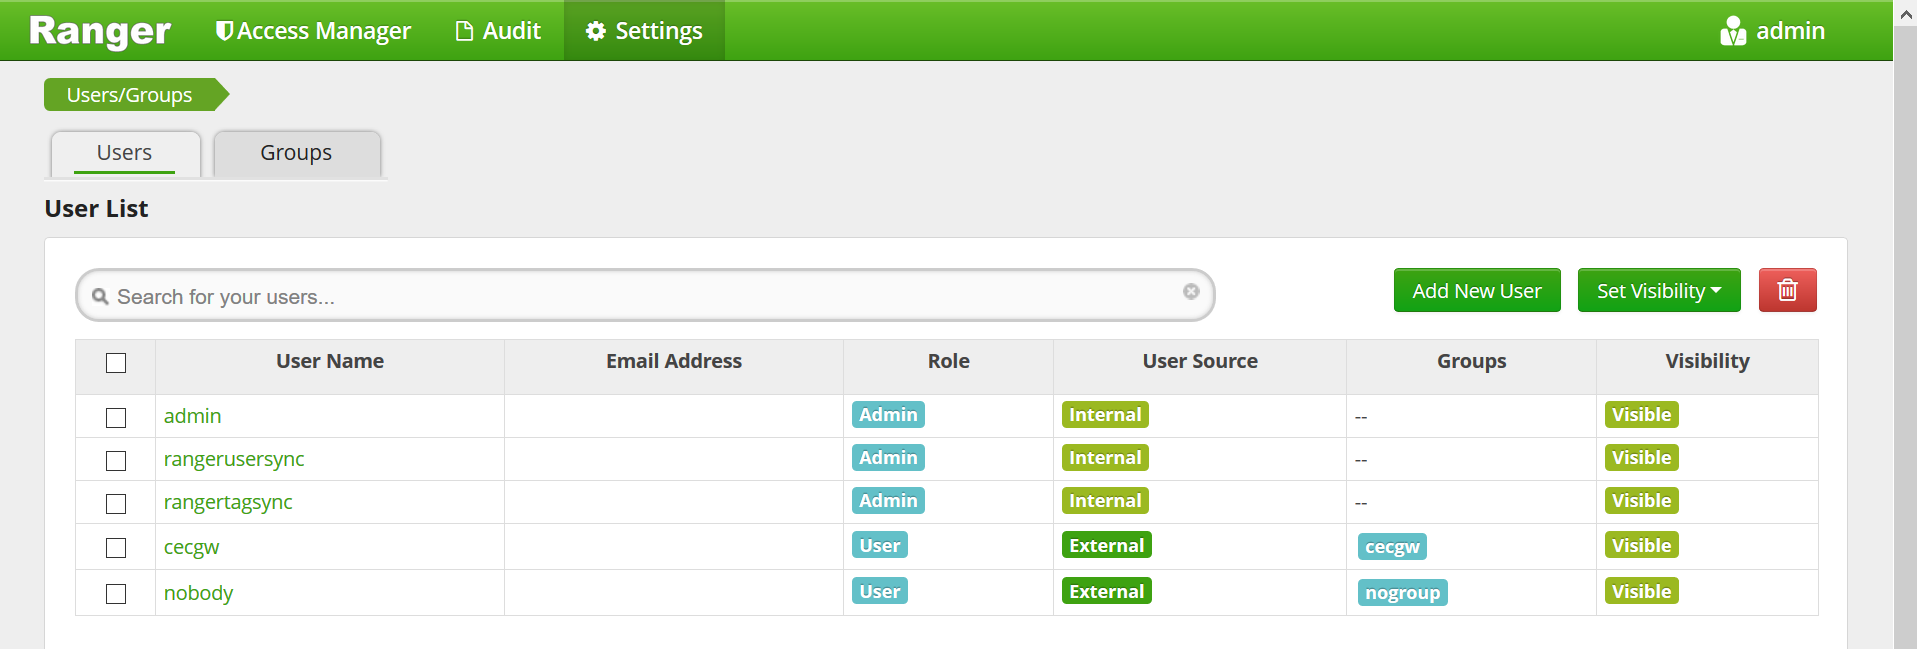 Ranger Access Manager Audit Settings admin
Users/Groups
Users Groups
User List
Search for your users... Add New User Set Visibility
User Name Email Address Role User Source Groups Visibility
admin Admin Internal -- Visible
rangerusersync Admin Internal -- Visible
rangertagsync Admin Internal -- Visible
cecgw User External cecgw Visible
nobody User External nogroup Visible